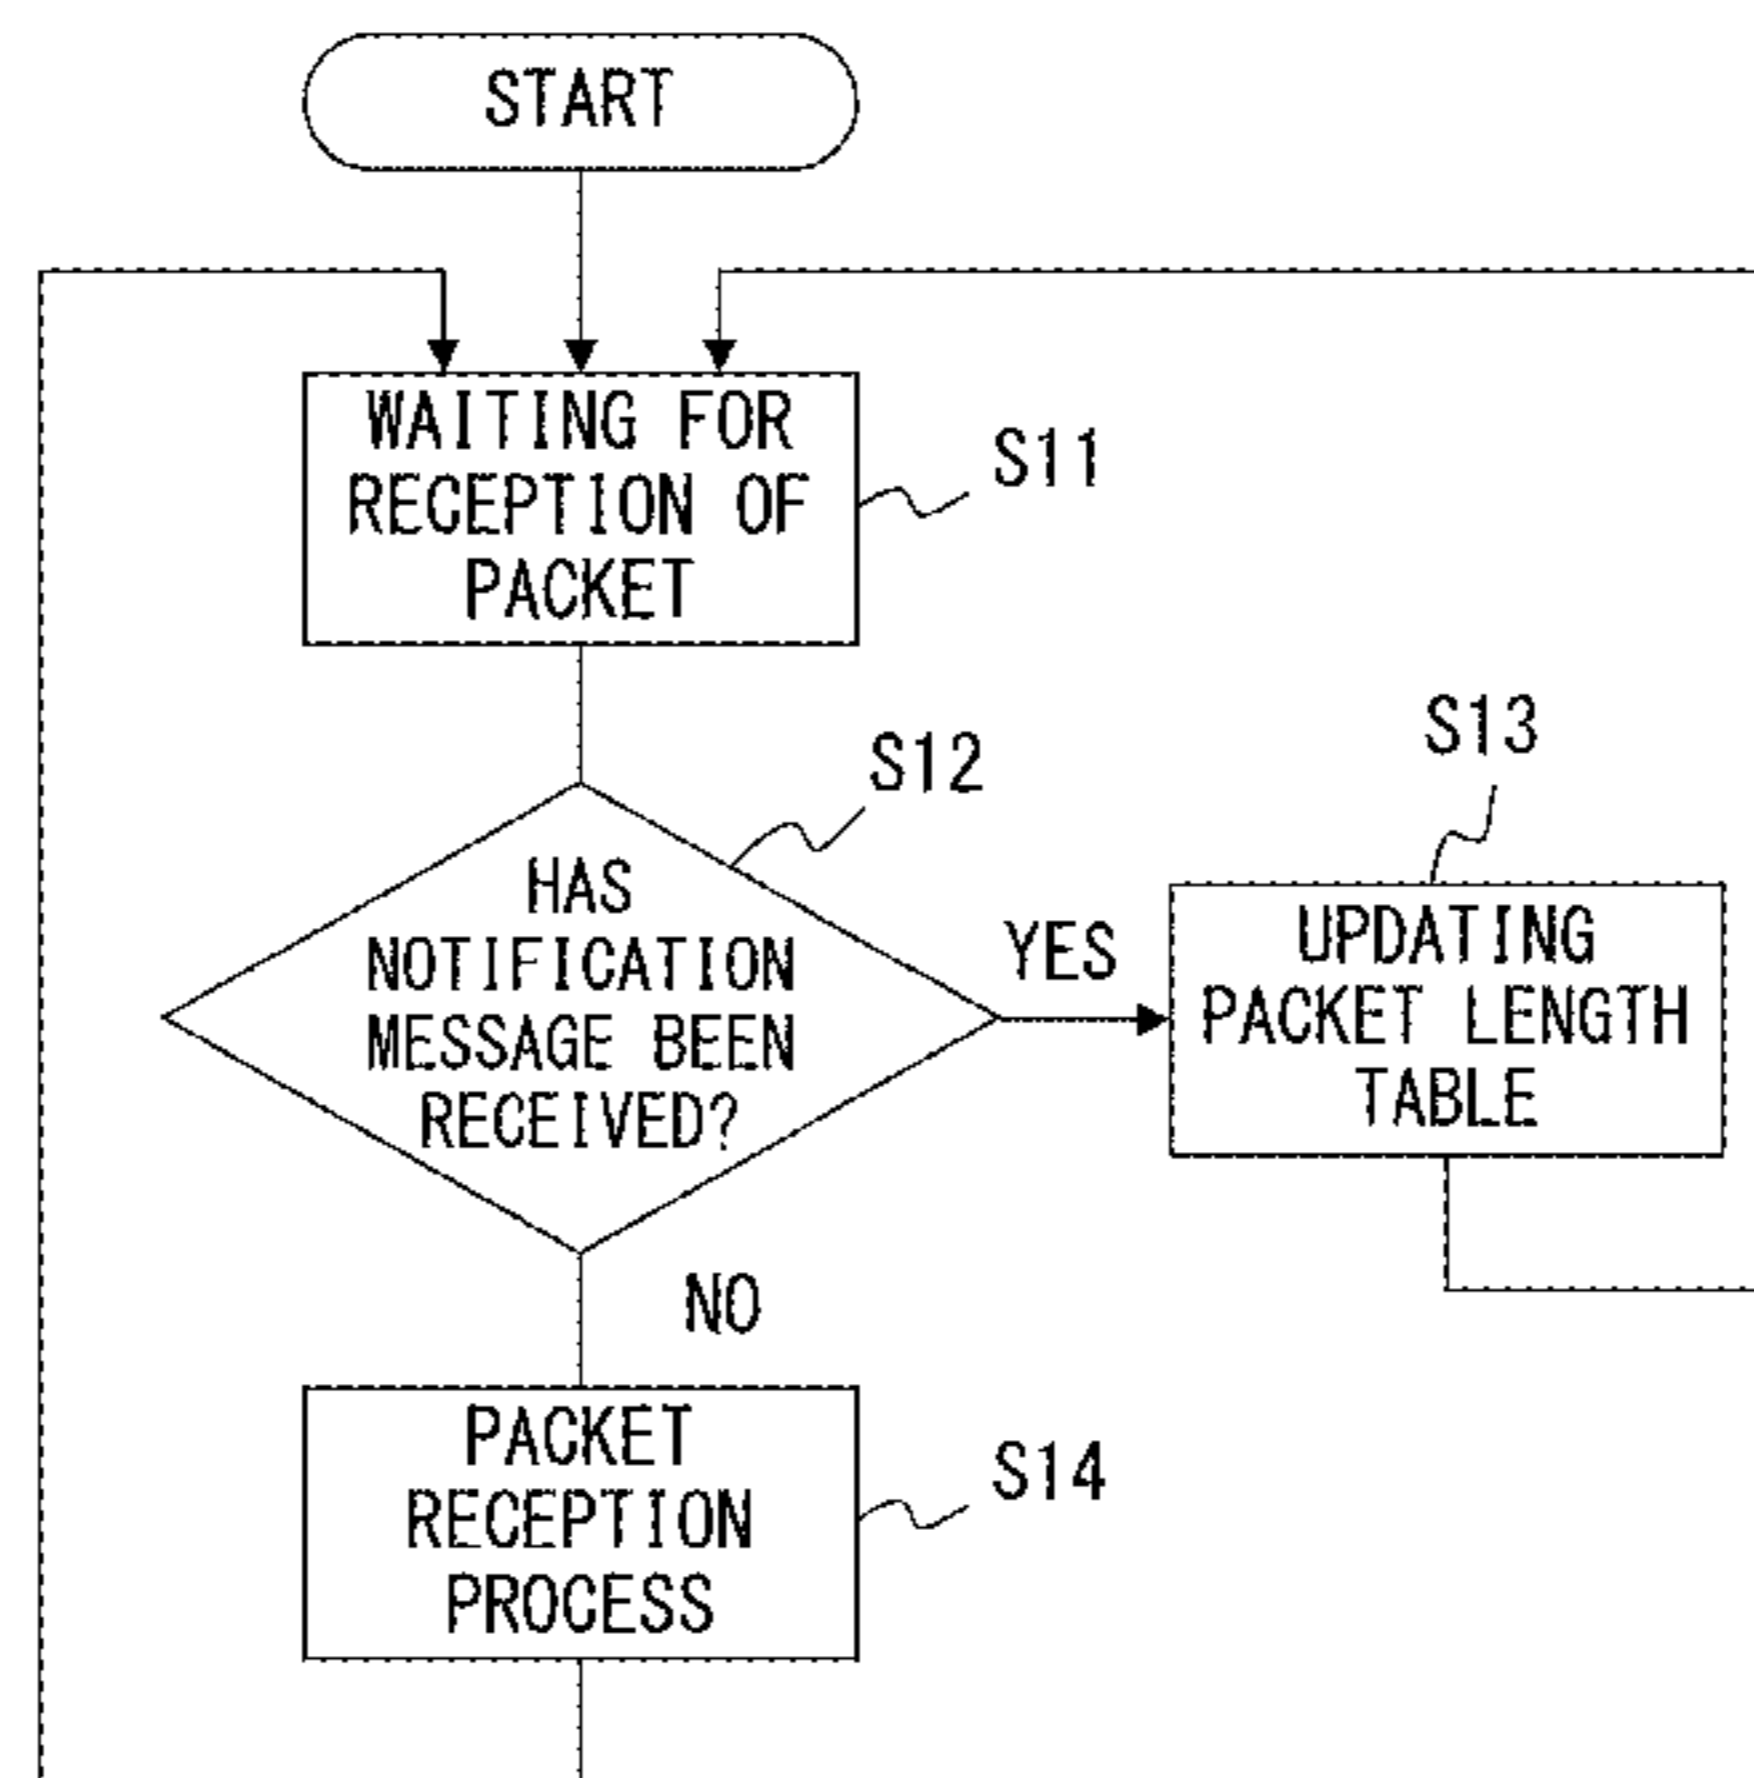 START
WAITING FOR
RECEPTION OF
PACKET
S11
S12
HAS
NOTIFICATION
MESSAGE BEEN
RECEIVED?
YES
S13
UPDATING
PACKET LENGTH
TABLE
NO
PACKET
RECEPTION
PROCESS
S14